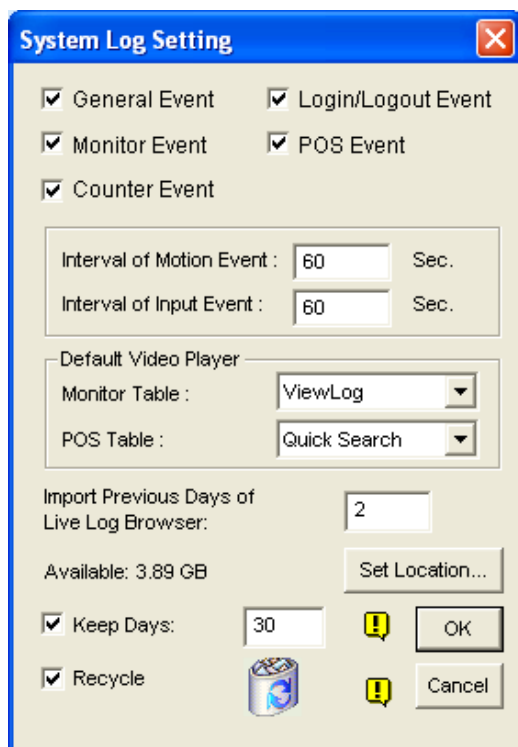 System Log Setting
General Event Login/Logout Event
Monitor Event POS Event
Counter Event
Interval of Motion Event : 60 Sec.
Interval of Input Event : 60 Sec.
Default Video Player
Monitor Table : ViewLog
POS Table : Quick Search
Import Previous Days of
Live Log Browser: 2
Available: 3.89 GB Set Location...
Keep Days: 30 OK
Recycle Cancel